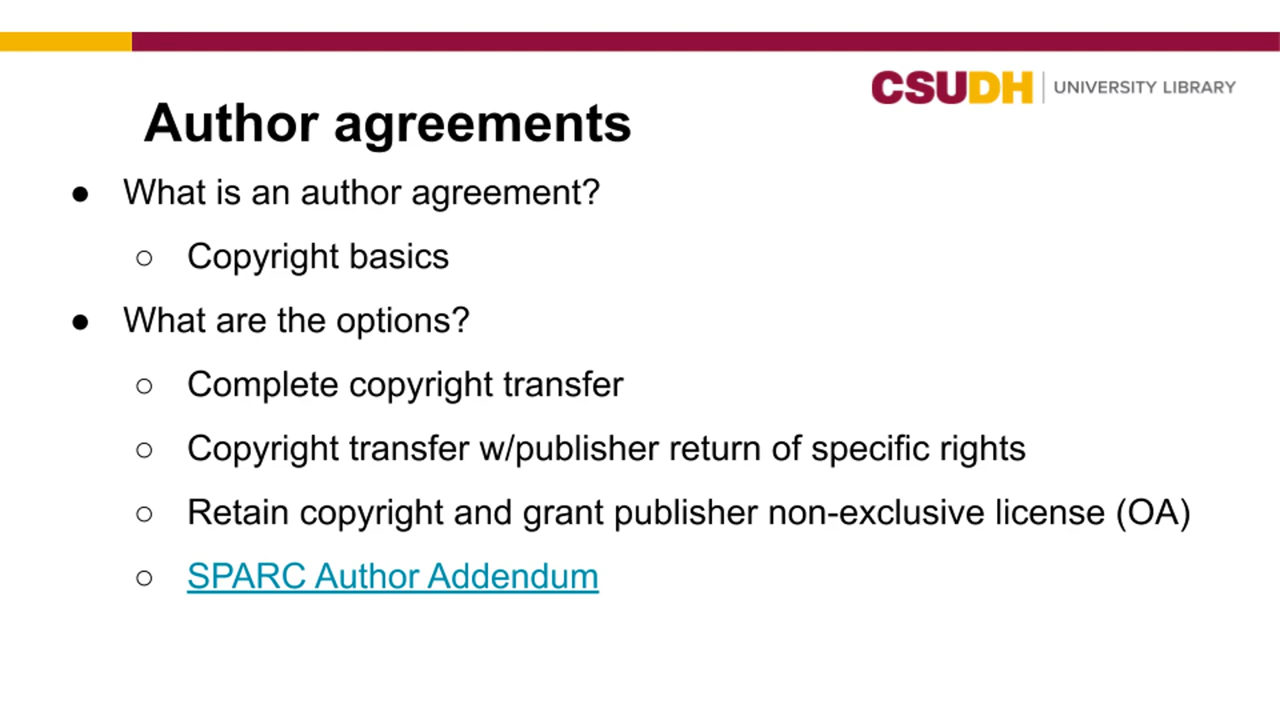 CSUDH | UNIVERSITY LIBRARY
Author agreements
● What is an author agreement?
○ Copyright basics
● What are the options?
○ Complete copyright transfer
○ Copyright transfer w/publisher return of specific rights
○ Retain copyright and grant publisher non-exclusive license (OA)
○ SPARC Author Addendum